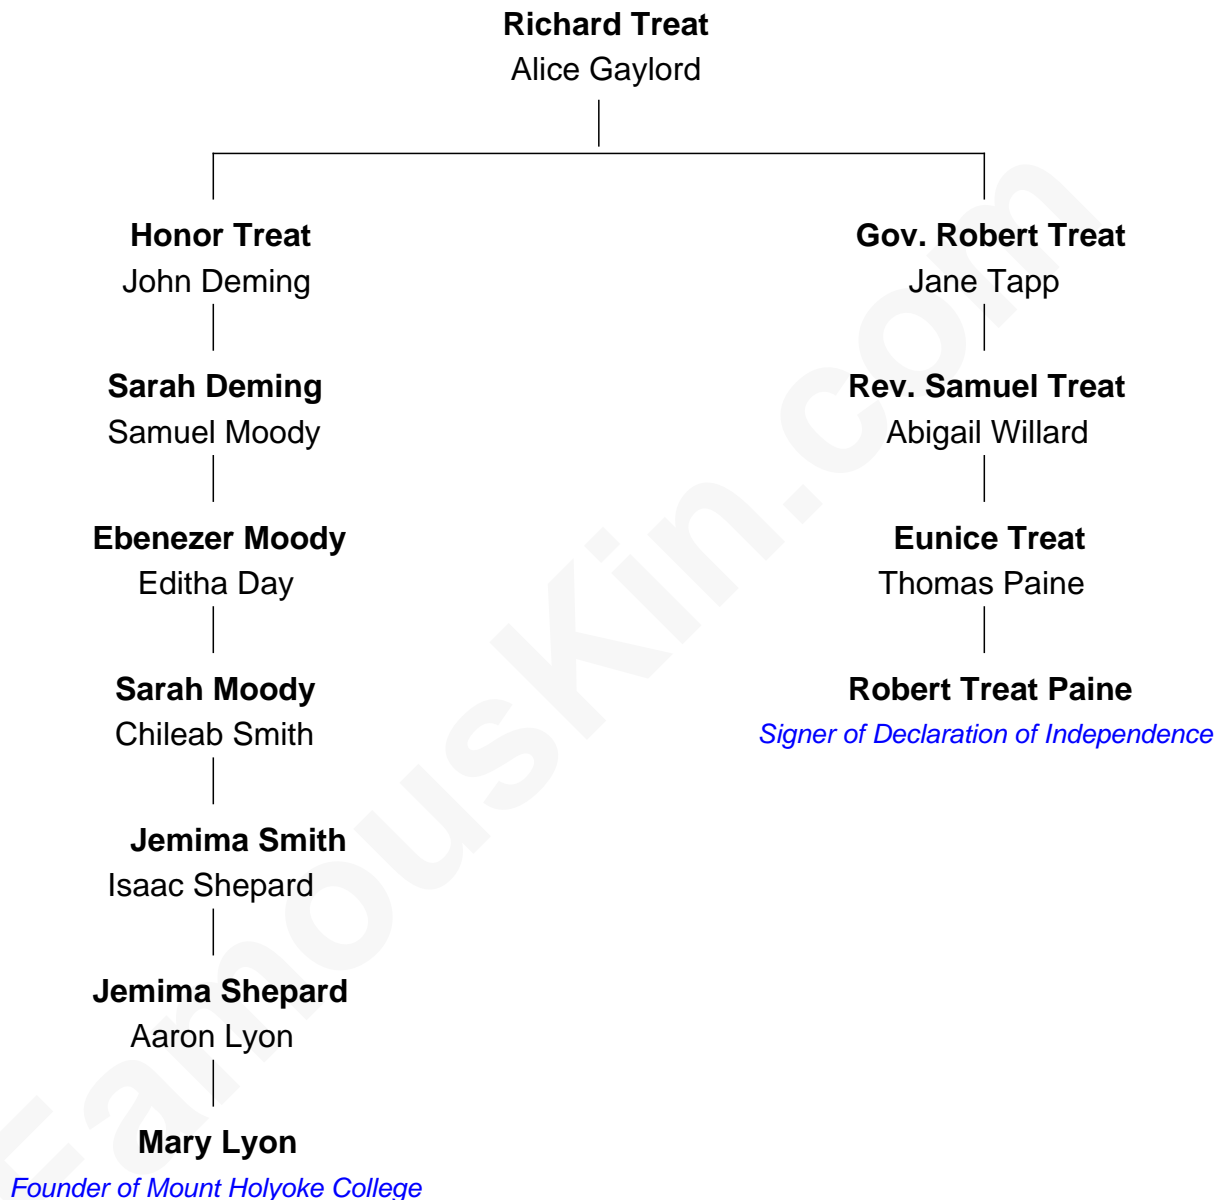 Richard Treat
Alice Gaylord
Honor Treat
John Deming
Gov. Robert Treat
Jane Tapp
Sarah Deming
Samuel Moody
Rev. Samuel Treat
Abigail Willard
Ebenezer Moody
Editha Day
Eunice Treat
Thomas Paine
Sarah Moody
Chileab Smith
Robert Treat Paine
Signer of Declaration of Independence
Jemima Smith
Isaac Shepard
Jemima Shepard
Aaron Lyon
Mary Lyon
Founder of Mount Holyoke College
FamousKin.com